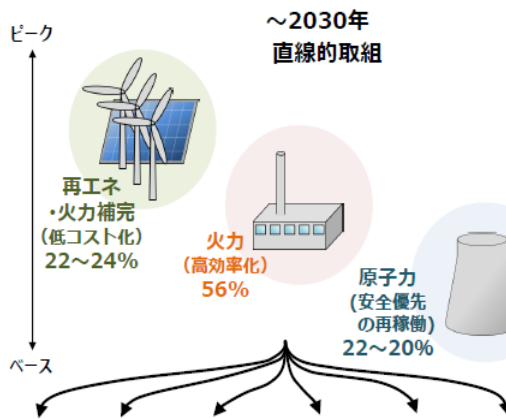 ～2030年
直線的取組
ピーク
再エネ
・火力補完
（低コスト化）
22～24%
火力
（高効率化）
56%
原子力
(安全優先
の再稼働)
22～20%
ベース